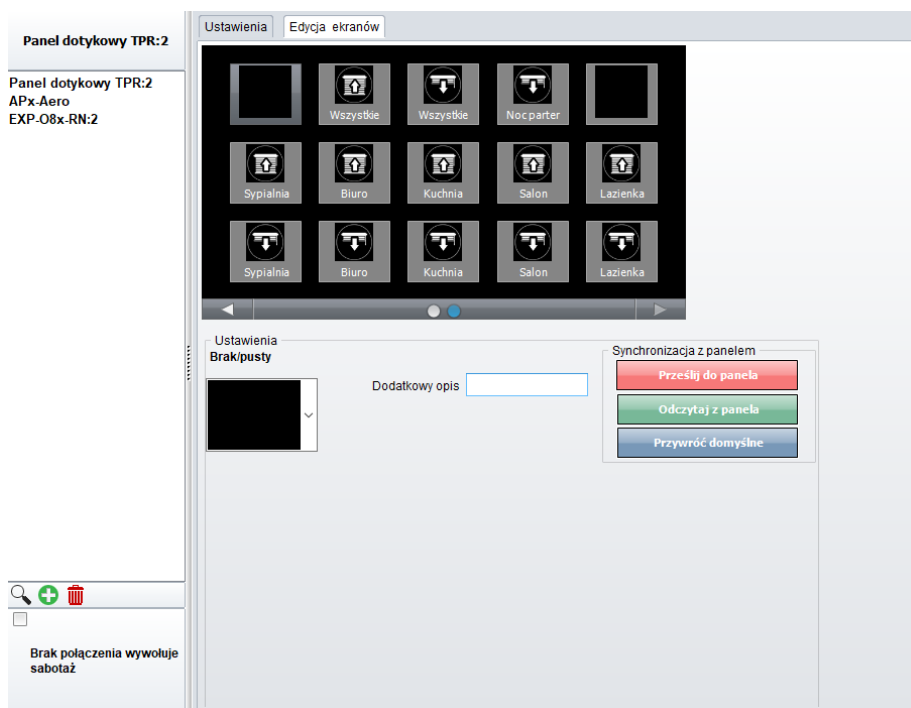 Panel dotykowy TPR:2
Panel dotykowy TPR:2
APx-Aero
EXP-O8x-RN:2
Brak połączenia wywołuje
sabotaż
Ustawienia Edycja ekranów
Wszystkie Wszystkie Noc parter
Sypialnia Biuro Kuchnia Salon Lazienka
Sypialnia Biuro Kuchnia Salon Lazienka
Ustawienia
Brak/pusty
Dodatkowy opis
Synchronizacja z panelem
Prześlij do panela
Odczytaj z panela
Przywróć domyślne